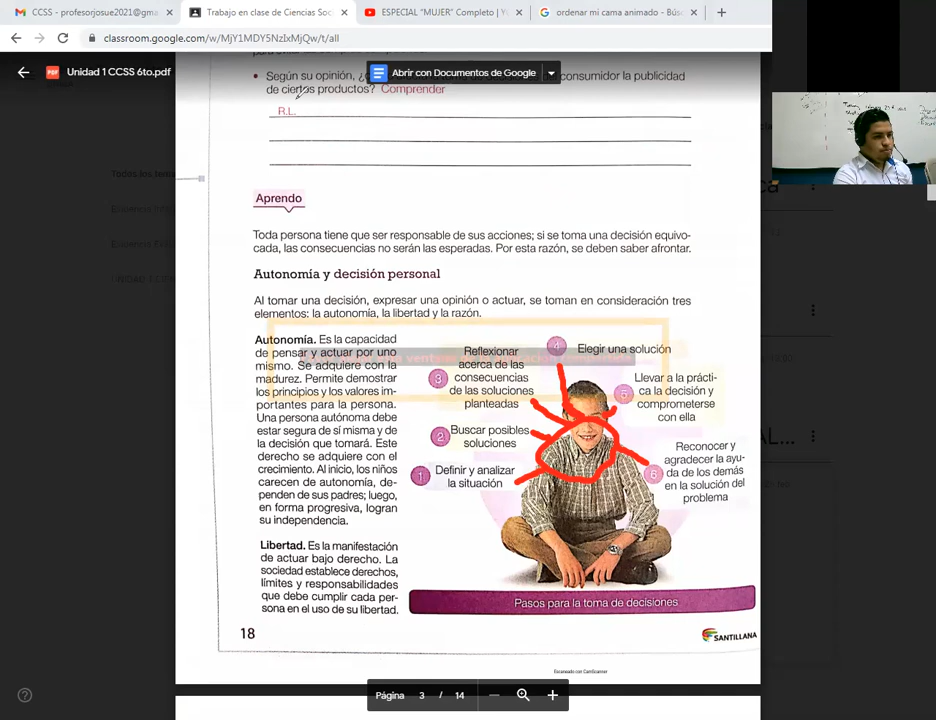 CCSS - profesorjosue2021@gma
Trabajo en clase de Ciencias Soc
ESPECIAL "MUJER" Completo | Y
ordenar mi cama animado - Bús
classroom.google.com/w/MjY1MDY5NzIxMjQw/t/all
Unidad 1 CCSS 6to.pdf
Abrir con Documentos de Google
Según su opinión, ¿
consumidor la publicidad
de ciertos productos? Comprender
R.L.
Aprendo
Toda persona tiene que ser responsable de sus acciones; si se toma una decisión equivo-
cada, las consecuencias no serán las esperadas. Por esta razón, se deben saber afrontar.
Autonomía y decisión personal
Al tomar una decisión, expresar una opinión o actuar, se toman en consideración tres
elementos: la autonomía, la libertad y la razón.
Autonomía. Es la capacidad
de pensar y actuar por uno
mismo. Se adquiere con la
madurez. Permite demostrar
los principios y los valores im-
portantes para la persona.
Una persona autónoma debe
estar segura de sí misma y de
la decisión que tomará. Este
derecho se adquiere con el
crecimiento. Al inicio, los niños
carecen de autonomía, de-
penden de sus padres; luego,
en forma progresiva, logran
su independencia.
Libertad. Es la manifestación
de actuar bajo derecho. La
sociedad establece derechos,
límites y responsabilidades
que debe cumplir cada per-
sona en el uso de su libertad.
4 Elegir una solución
3 Reflexionar
acerca de las
consecuencias
de las soluciones
planteadas
Llevar a la prácti-
ca la decisión y
comprometerse
con ella
2 Buscar posibles
soluciones
1 Definir y analizar
la situación
6 Reconocer y
agradecer la ayu-
da de los demás
en la solución del
problema
Pasos para la toma de decisiones
18
SANTILLANA
Escaneado con CamScanner
Página 3 / 14